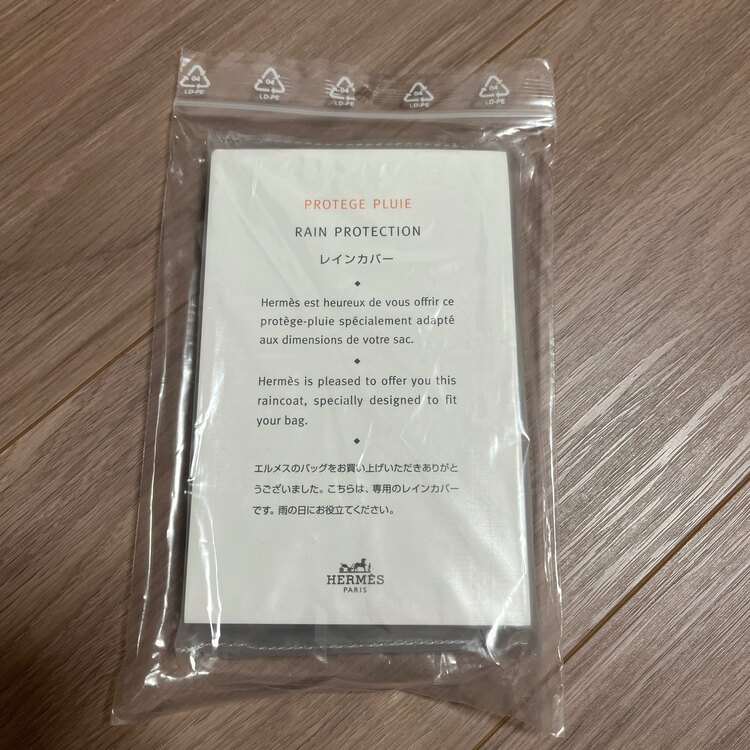 04 04 04 04 04
LD-PE LD-PE LD-PE LD-PE LD-PE
PROTEGE PLUIE
RAIN PROTECTION
レインカバー
Hermès est heureux de vous offrir ce
protège-pluie spécialement adapté
aux dimensions de votre sac.
Hermès is pleased to offer you this
raincoat, specially designed to fit
your bag.
エルメスのバッグをお買い上げいただきありがと
うございました。こちらは、専用のレインカバー
です。雨の日にお役立てください。
HERMÈS
PARIS